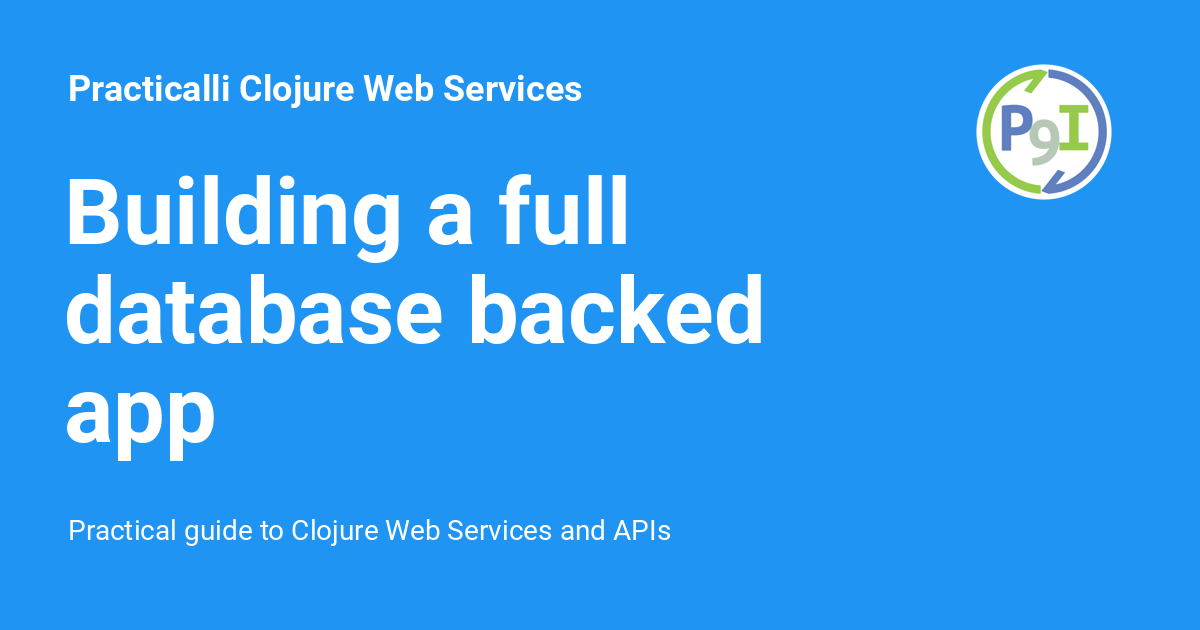 Practicalli Clojure Web Services
P9I
Building a full
database backed
app
Practical guide to Clojure Web Services and APIs